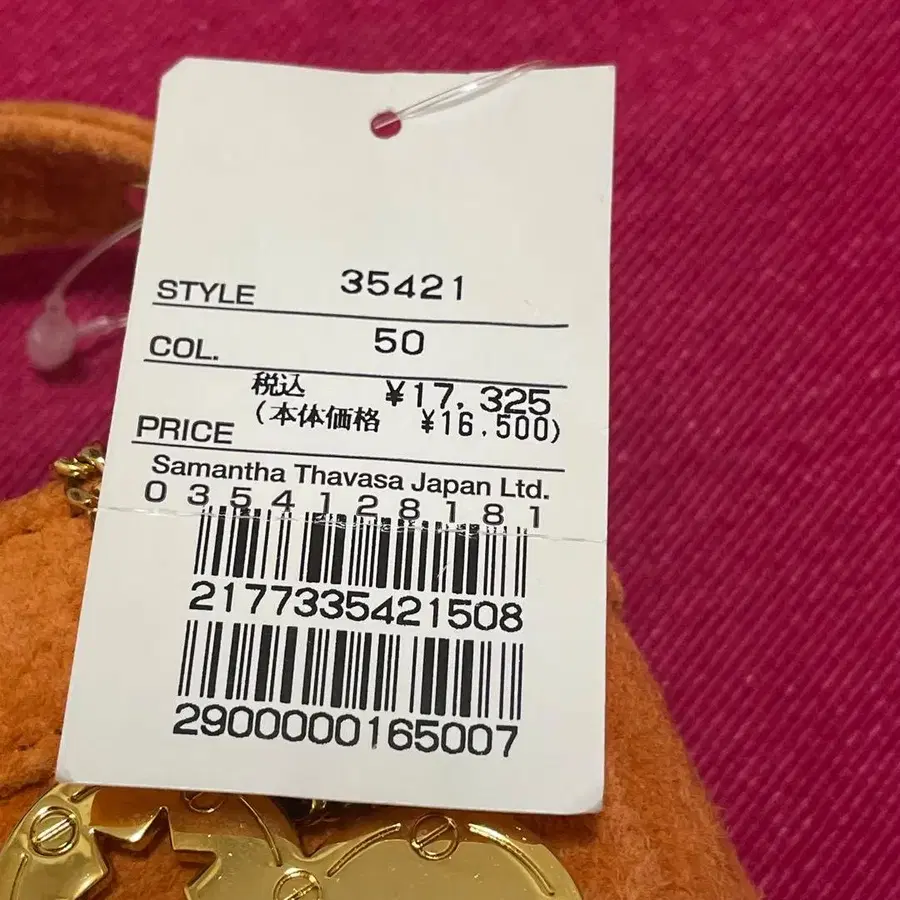 STYLE 35421
COL. 50
税込 ¥17,325
PRICE (本体価格 ¥16,500)
Samantha Thavasa Japan Ltd.
0354128181
2177335421508
2900000165007